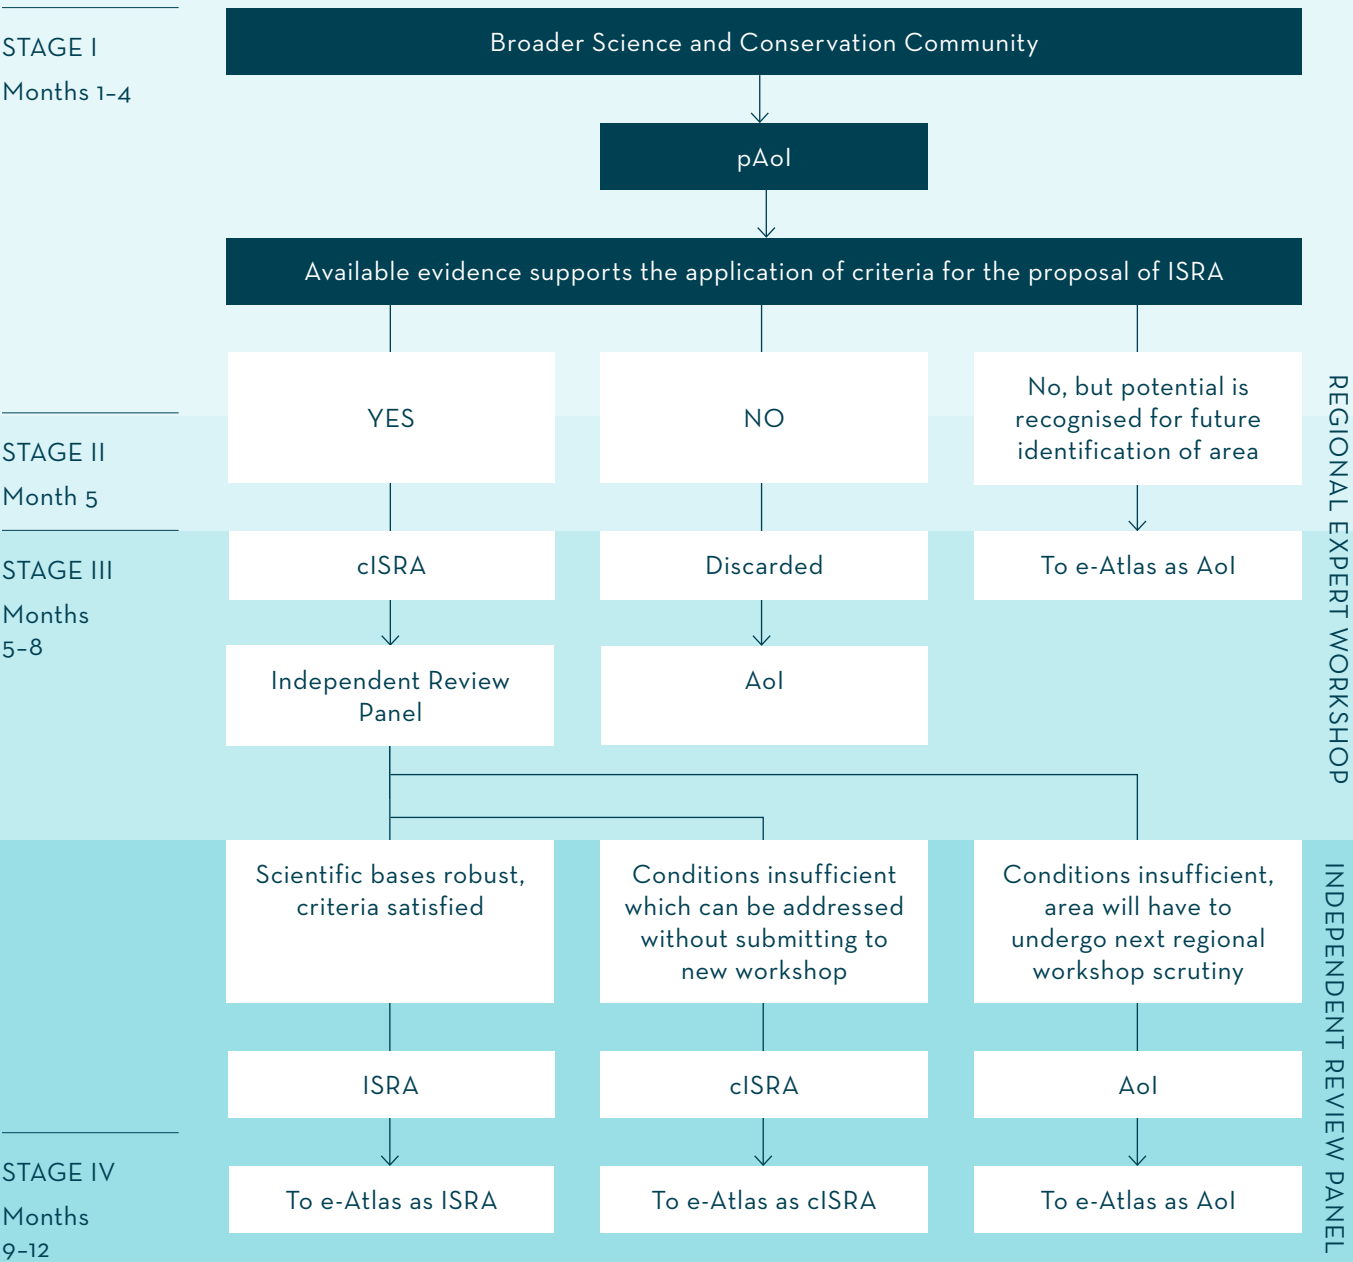 STAGE I
Months 1–4
Broader Science and Conservation Community
pAoI
Available evidence supports the application of criteria for the proposal of ISRA
YES
NO
No, but potential is
recognised for future
identification of area
STAGE II
Month 5
STAGE III
Months
5–8
cISRA
Discarded
To e-Atlas as AoI
Independent Review
Panel
AoI
REGIONAL EXPERT WORKSHOP
Scientific bases robust,
criteria satisfied
Conditions insufficient
which can be addressed
without submitting to
new workshop
Conditions insufficient,
area will have to
undergo next regional
workshop scrutiny
ISRA
cISRA
AoI
STAGE IV
Months
9–12
To e-Atlas as ISRA
To e-Atlas as cISRA
To e-Atlas as AoI
INDEPENDENT REVIEW PANEL